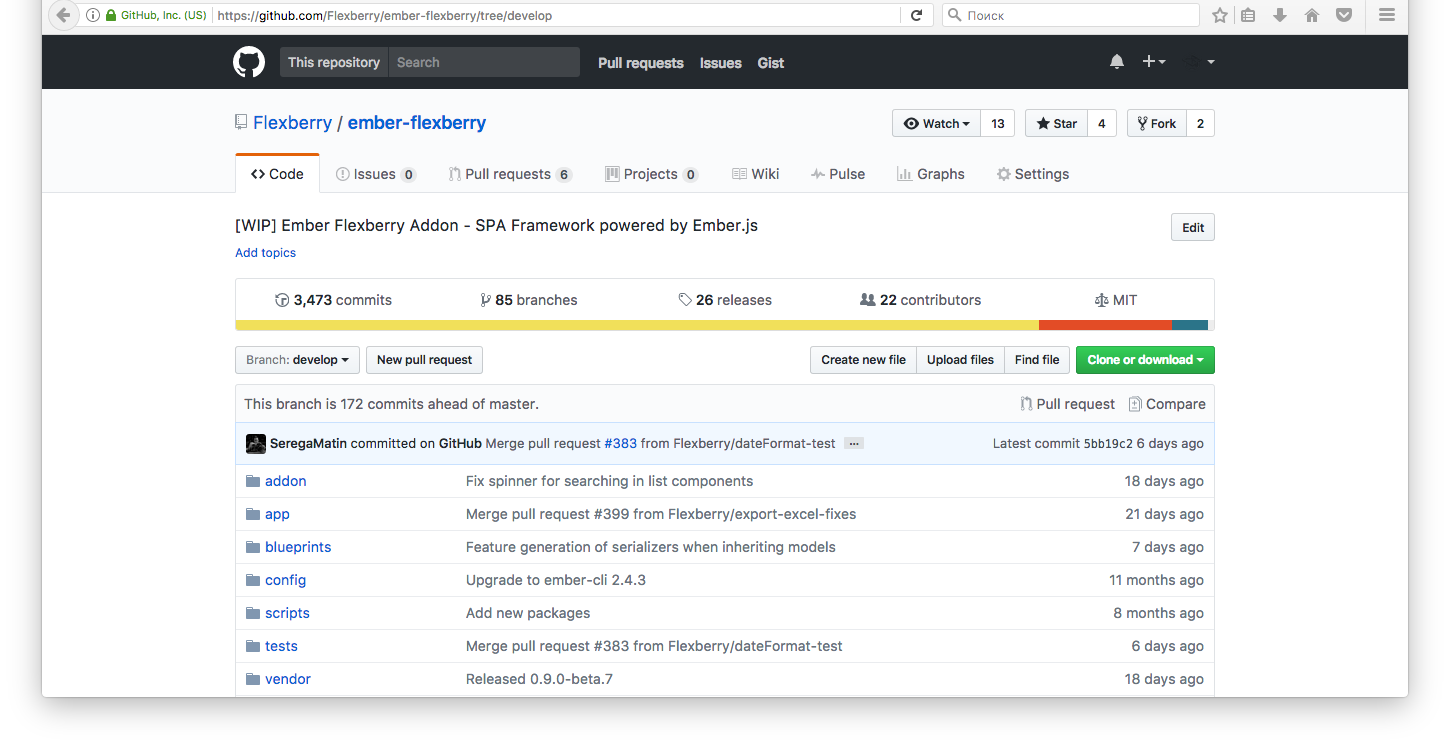 GitHub, Inc. (US) https://github.com/Flexberry/ember-flexberry/tree/develop Поиск
This repository Search Pull requests Issues Gist
Flexberry / ember-flexberry Watch 13 Star 4 Fork 2
Code Issues 0 Pull requests 6 Projects 0 Wiki Pulse Graphs Settings
[WIP] Ember Flexberry Addon - SPA Framework powered by Ember.js Edit
Add topics
3,473 commits 85 branches 26 releases 22 contributors MIT
Branch: develop New pull request Create new file Upload files Find file Clone or download
This branch is 172 commits ahead of master. Pull request Compare
SeregaMatin committed on GitHub Merge pull request #383 from Flexberry/dateFormat-test ... Latest commit 5bb19c2 6 days ago
addon Fix spinner for searching in list components 18 days ago
app Merge pull request #399 from Flexberry/export-excel-fixes 21 days ago
blueprints Feature generation of serializers when inheriting models 7 days ago
config Upgrade to ember-cli 2.4.3 11 months ago
scripts Add new packages 8 months ago
tests Merge pull request #383 from Flexberry/dateFormat-test 6 days ago
vendor Released 0.9.0-beta.7 18 days ago